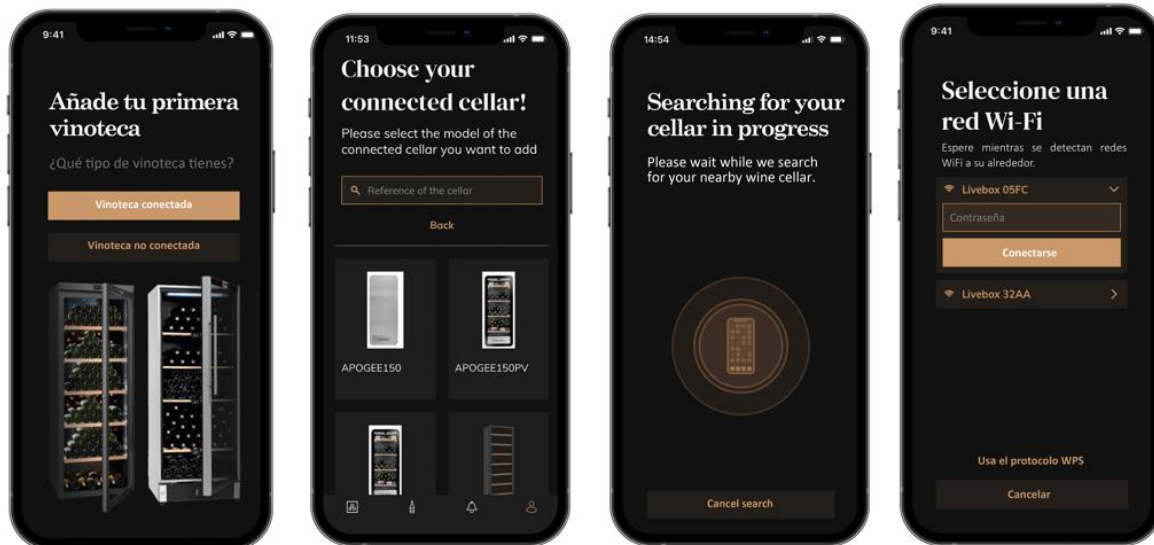 9:41
Añade tu primera
vinoteca
¿Qué tipo de vinoteca tienes?
Vinoteca conectada
Vinoteca no conectada
11:53
Choose your
connected cellar!
Please select the model of the
connected cellar you want to add
Reference of the cellar
Back
APOGEE150
APOGEE150PV
14:54
Searching for your
cellar in progress
Please wait while we search
for your nearby wine cellar.
Cancel search
9:41
Seleccione una
red Wi-Fi
Espere mientras se detectan redes
WiFi a su alrededor.
Livebox 05FC
Contraseña
Conectarse
Livebox 32AA
Usa el protocolo WPS
Cancelar